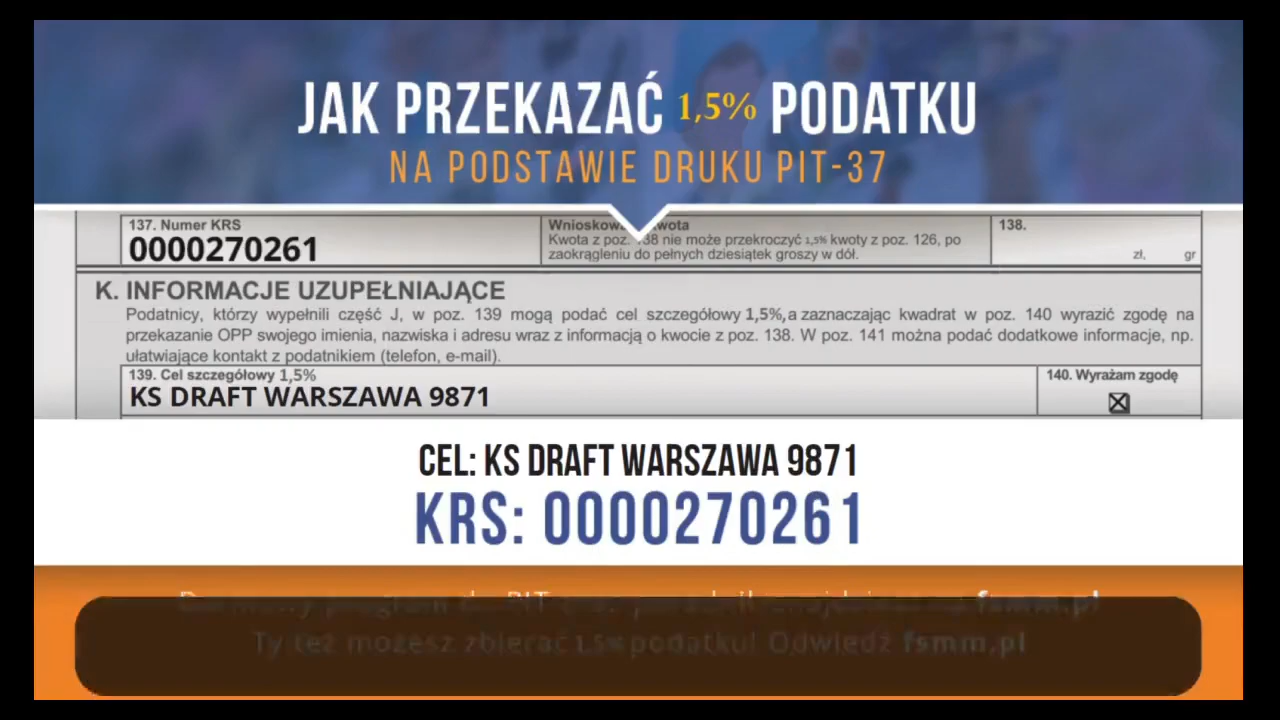 JAK PRZEKAZAĆ 1,5% PODATKU
NA PODSTAWIE DRUKU PIT-37
137. Numer KRS
0000270261
Kwota z poz. 138 nie może przekroczyć 1,5% kwoty z poz. 126, po
zaokrągleniu do pełnych dziesiątek groszy w dół.
138.
zł, gr
K. INFORMACJE UZUPEŁNIAJĄCE
Podatnicy, którzy wypełnili część J, w poz. 139 mogą podać cel szczegółowy 1,5%,a zaznaczając kwadrat w poz. 140 wyrazić zgodę na
przekazanie OPP swojego imienia, nazwiska i adresu wraz z informacją o kwocie z poz. 138. W poz. 141 można podać dodatkowe informacje, np.
ułatwiające kontakt z podatnikiem (telefon, e-mail).
139. Cel szczegółowy 1,5%
KS DRAFT WARSZAWA 9871
140. Wyrażam zgodę
CEL: KS DRAFT WARSZAWA 9871
KRS: 0000270261
fsmm.pl
Ty też możesz zbierać 1,5% podatku! Odwiedź fsmm.pl